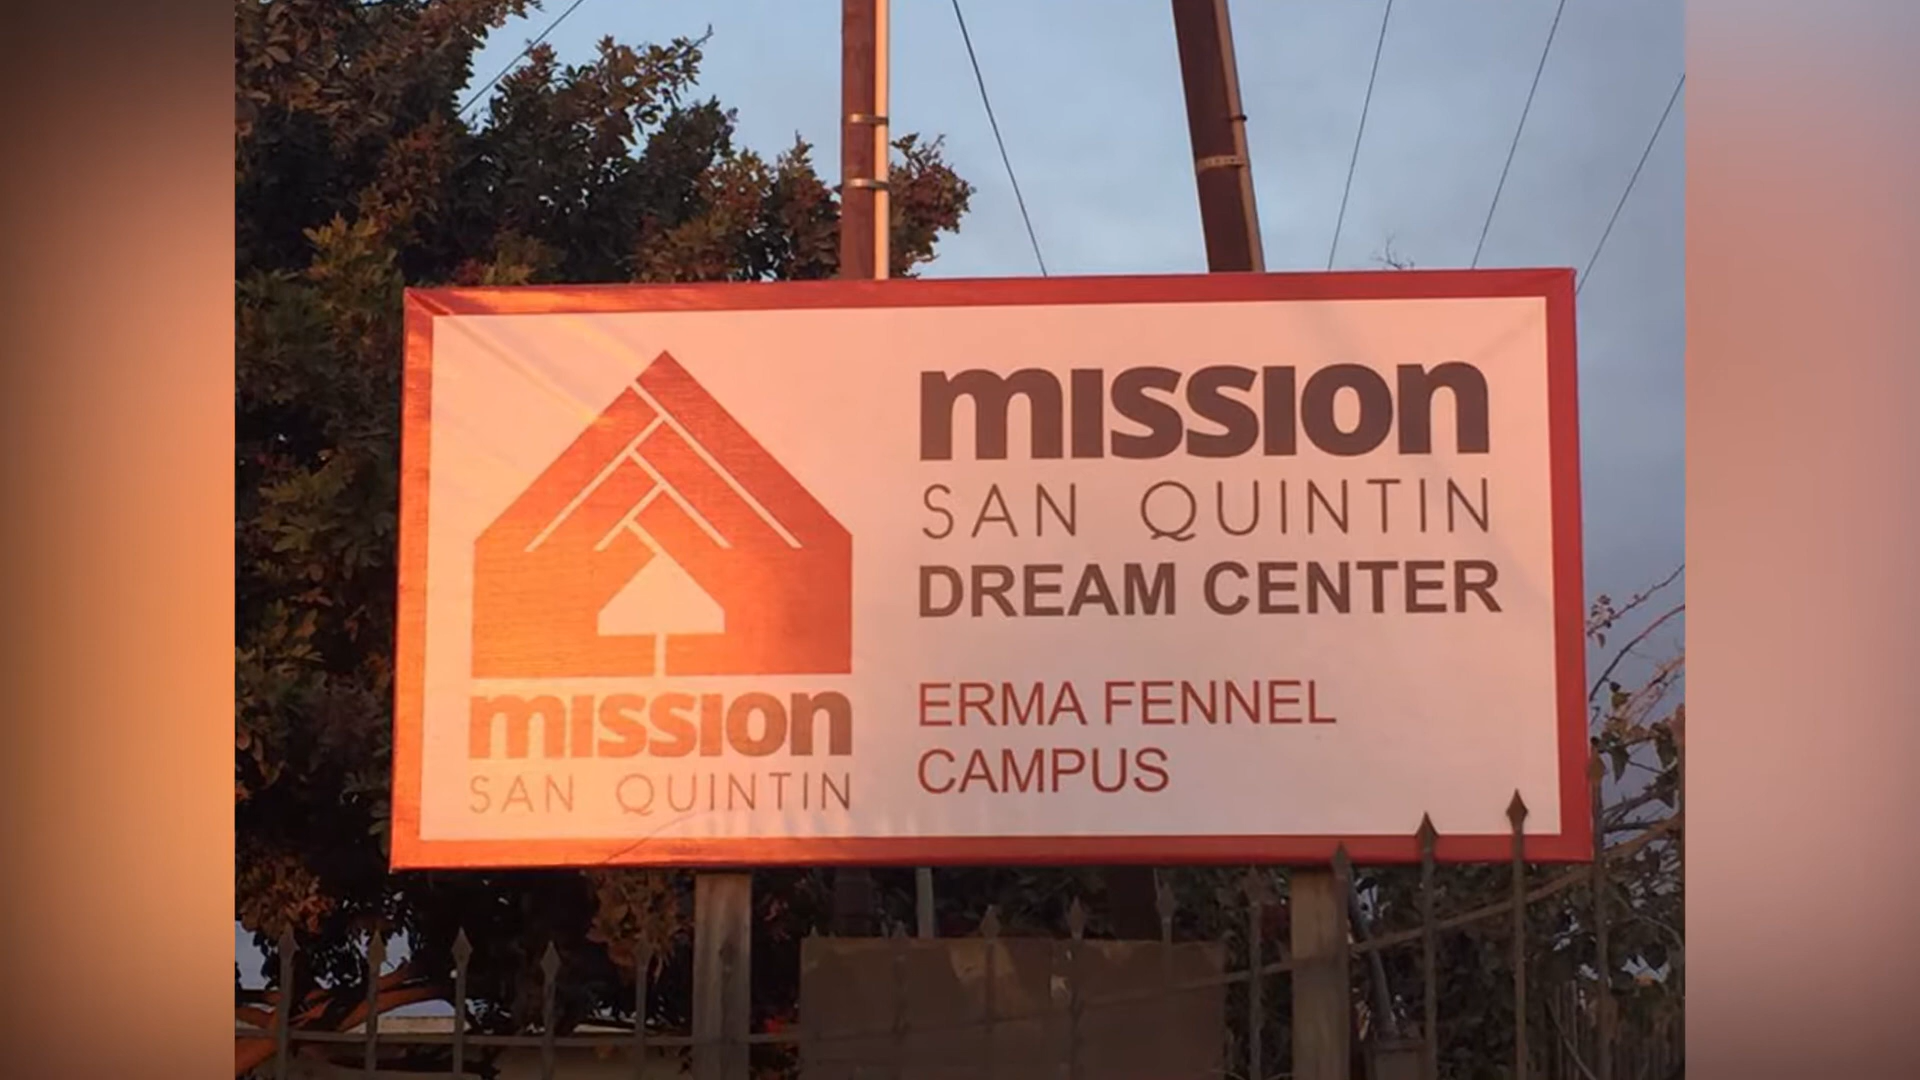 mission
SAN QUINTIN
mission
SAN QUINTIN
DREAM CENTER
ERMA FENNEL
CAMPUS